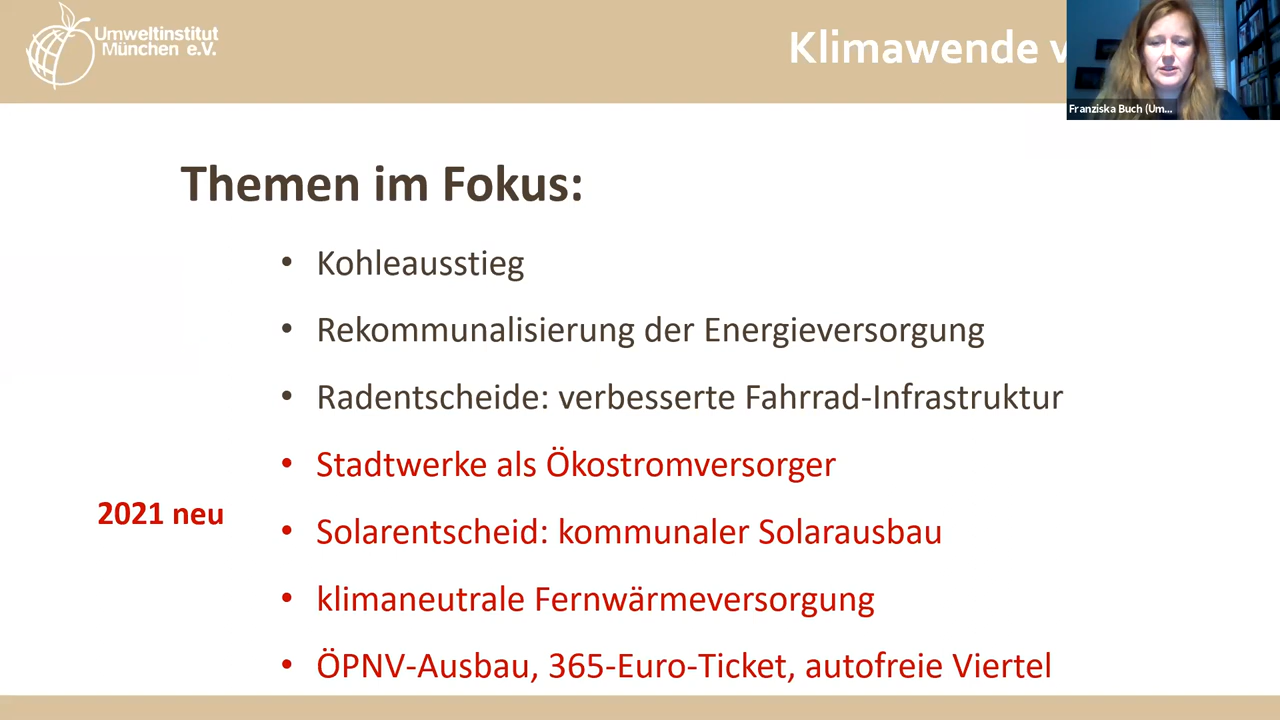 Umweltinstitut
München e.V.
Klimawende v
Franziska Buch (Um...
Themen im Fokus:
• Kohleausstieg
• Rekommunalisierung der Energieversorgung
• Radentscheide: verbesserte Fahrrad-Infrastruktur
• Stadtwerke als Ökostromversorger
2021 neu
• Solarentscheid: kommunaler Solarausbau
• klimaneutrale Fernwärmeversorgung
• ÖPNV-Ausbau, 365-Euro-Ticket, autofreie Viertel